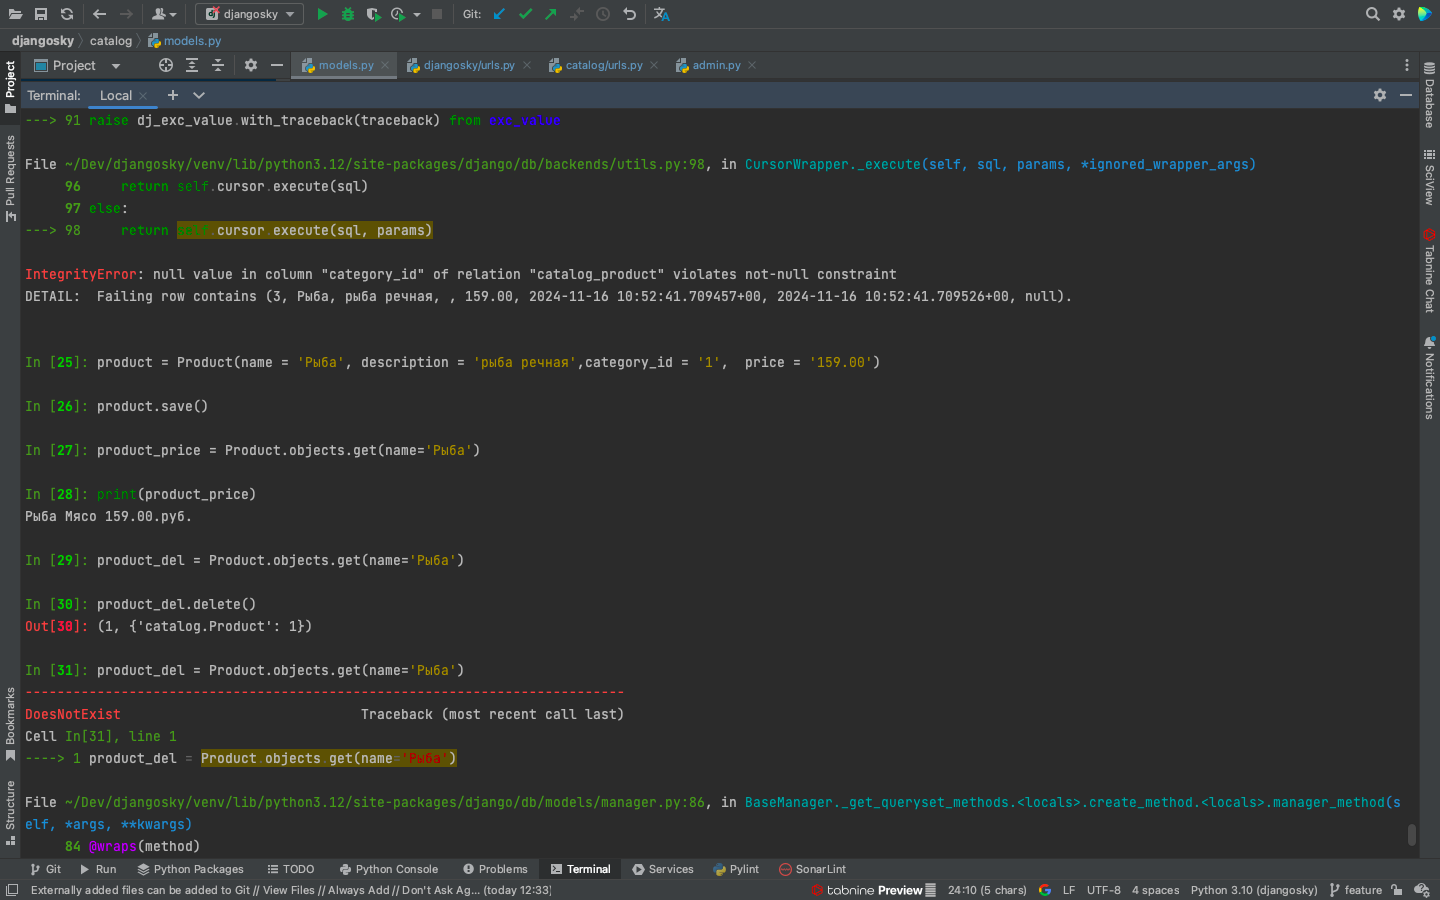 djangosky
Git:
djangosky catalog models.py
Project
models.py djangosky/urls.py catalog/urls.py admin.py
Terminal: Local
---> 91 raise dj_exc_value.with_traceback(traceback) from exc_value
File ~/Dev/djangosky/venv/lib/python3.12/site-packages/django/db/backends/utils.py:98, in CursorWrapper._execute(self, sql, params, *ignored_wrapper_args)
96     return self.cursor.execute(sql)
97 else:
---> 98     return self.cursor.execute(sql, params)
IntegrityError: null value in column "category_id" of relation "catalog_product" violates not-null constraint
DETAIL:  Failing row contains (3, Рыба, рыба речная, , 159.00, 2024-11-16 10:52:41.709457+00, 2024-11-16 10:52:41.709526+00, null).
In [25]: product = Product(name = 'Рыба', description = 'рыба речная',category_id = '1',  price = '159.00')
In [26]: product.save()
In [27]: product_price = Product.objects.get(name='Рыба')
In [28]: print(product_price)
Рыба Мясо 159.00.руб.
In [29]: product_del = Product.objects.get(name='Рыба')
In [30]: product_del.delete()
Out[30]: (1, {'catalog.Product': 1})
In [31]: product_del = Product.objects.get(name='Рыба')
---------------------------------------------------------------------------
DoesNotExist                              Traceback (most recent call last)
Cell In[31], line 1
----> 1 product_del = Product.objects.get(name='Рыба')
File ~/Dev/djangosky/venv/lib/python3.12/site-packages/django/db/models/manager.py:86, in BaseManager._get_queryset_methods.<locals>.create_method.<locals>.manager_method(s
elf, *args, **kwargs)
84 @wraps(method)
Project
Pull Requests
Bookmarks
Structure
Database
SciView
Tabnine Chat
Notifications
Git Run Python Packages TODO Python Console Problems Terminal Services Pylint SonarLint
Externally added files can be added to Git // View Files // Always Add // Don't Ask Ag... (today 12:33) tabnine Preview 24:10 (5 chars) LF UTF-8 4 spaces Python 3.10 (djangosky) feature